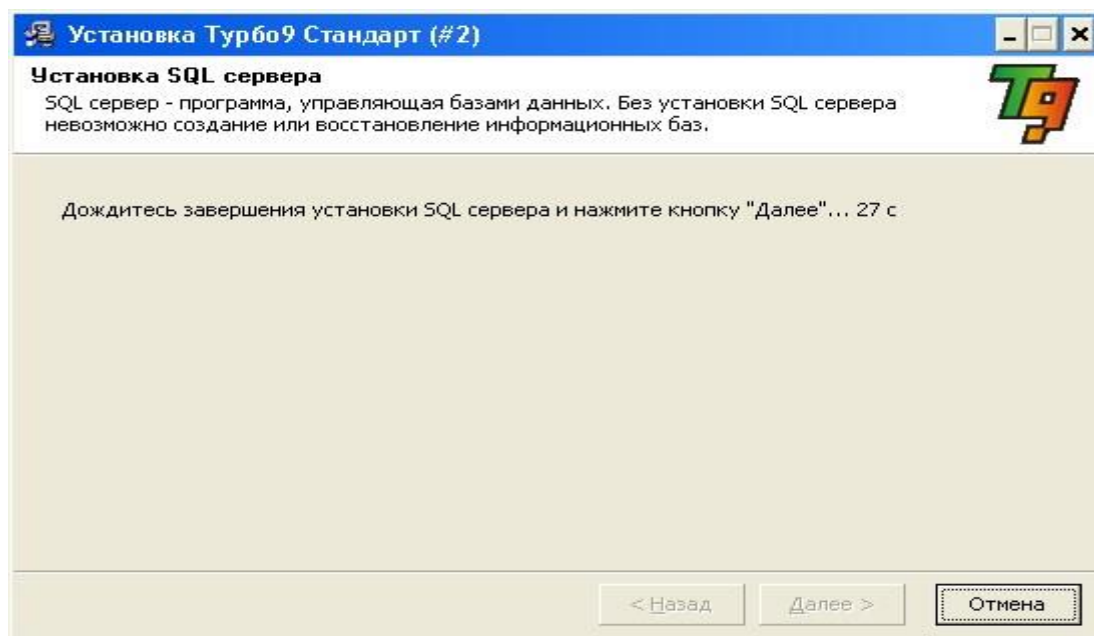 Установка Турбо9 Стандарт (#2)
Установка SQL сервера
SQL сервер - программа, управляющая базами данных. Без установки SQL сервера
невозможно создание или восстановление информационных баз.
T9
Дождитесь завершения установки SQL сервера и нажмите кнопку "Далее"... 27 с
< Назад Далее > Отмена